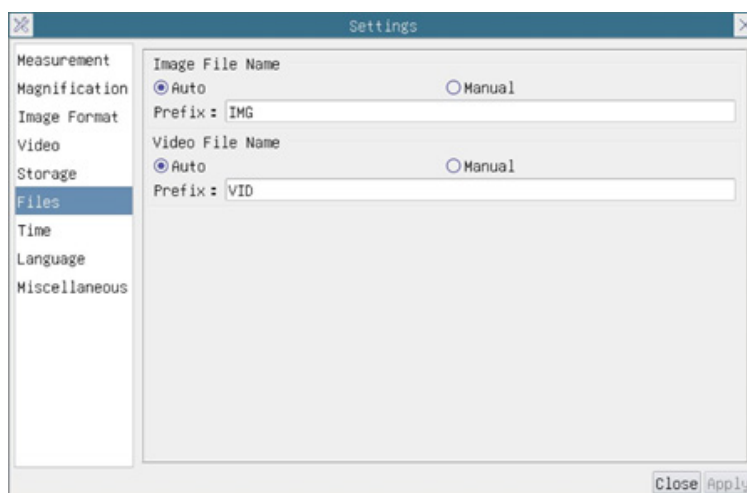 Settings
Measurement
Magnification
Image Format
Video
Storage
Files
Time
Language
Miscellaneous
Image File Name
Auto Manual
Prefix: IMG
Video File Name
Auto Manual
Prefix: VID
Close Apply